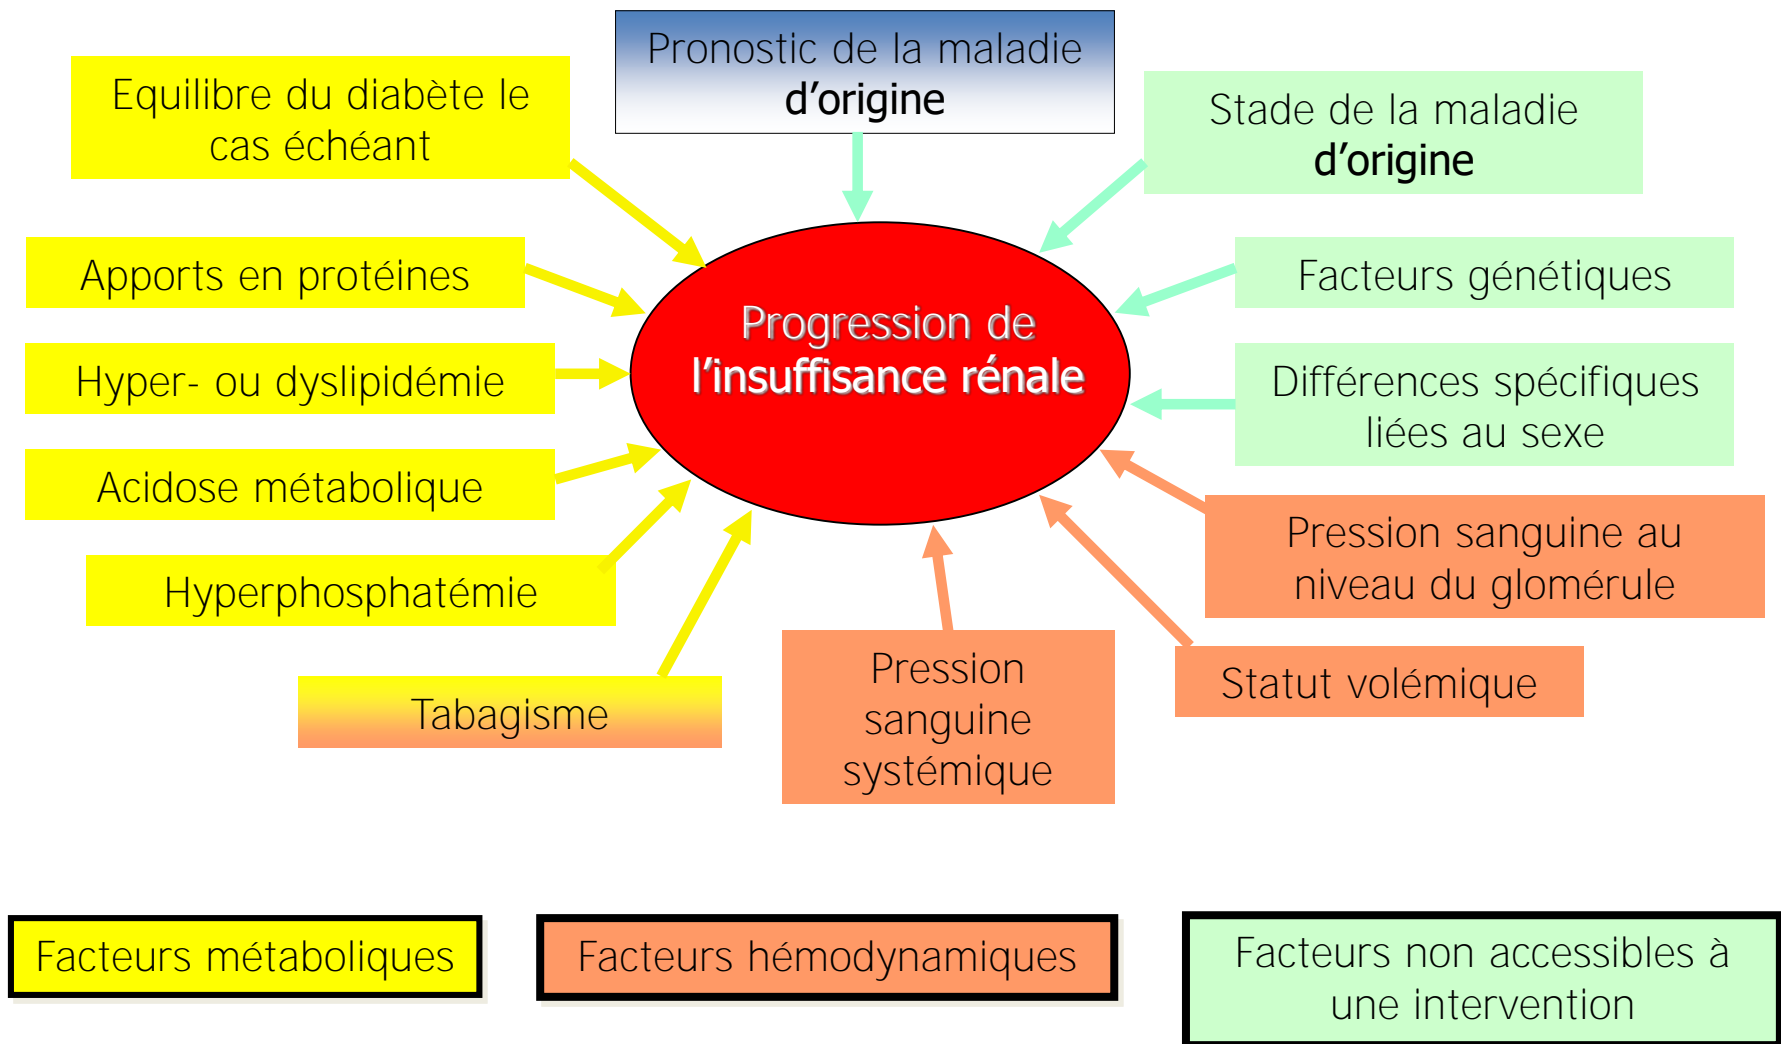 Pronostic de la maladie
d'origine
Equilibre du diabète le
cas échéant
Stade de la maladie
d'origine
Apports en protéines
Facteurs génétiques
Progression de
l'insuffisance rénale
Hyper- ou dyslipidémie
Différences spécifiques
liées au sexe
Acidose métabolique
Pression sanguine au
niveau du glomérule
Hyperphosphatémie
Statut volémique
Pression
sanguine
systémique
Tabagisme
Facteurs métaboliques
Facteurs hémodynamiques
Facteurs non accessibles à
une intervention